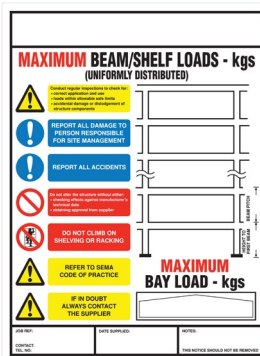 MAXIMUM BEAM/SHELF LOADS - kgs
(UNIFORMLY DISTRIBUTED)
Conduct regular inspections to check for:
• correct application and use
• loads within allowable safe limits
• accidental damage or dislodgement of
structure components
REPORT ALL DAMAGE TO
PERSON RESPONSIBLE
FOR SITE MANAGEMENT
REPORT ALL ACCIDENTS
Do not alter the structure without either:
• checking effects against manufacturer's
technical data
• obtaining approval from supplier
DO NOT CLIMB ON
SHELVING OR RACKING
REFER TO SEMA
CODE OF PRACTICE
IF IN DOUBT
ALWAYS CONTACT
THE SUPPLIER
BEAM PITCH
HEIGHT TO
FIRST BEAM
MAXIMUM
BAY LOAD - kgs
JOB REF:
CONTACT
TEL. NO:
DATE SUPPLIED:
NOTES:
THIS NOTICE SHOULD NOT BE REMOVED